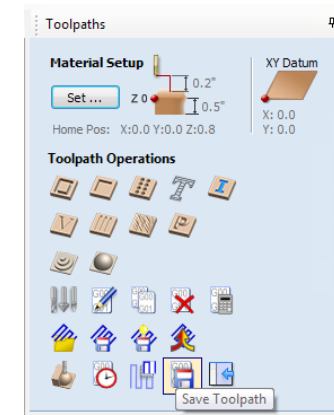 Toolpaths
Material Setup
XY Datum
0.2"
Set ...
Z 0
0.5"
X: 0.0
Home Pos: X:0.0 Y:0.0 Z:0.8
Y: 0.0
Toolpath Operations
Save Toolpath